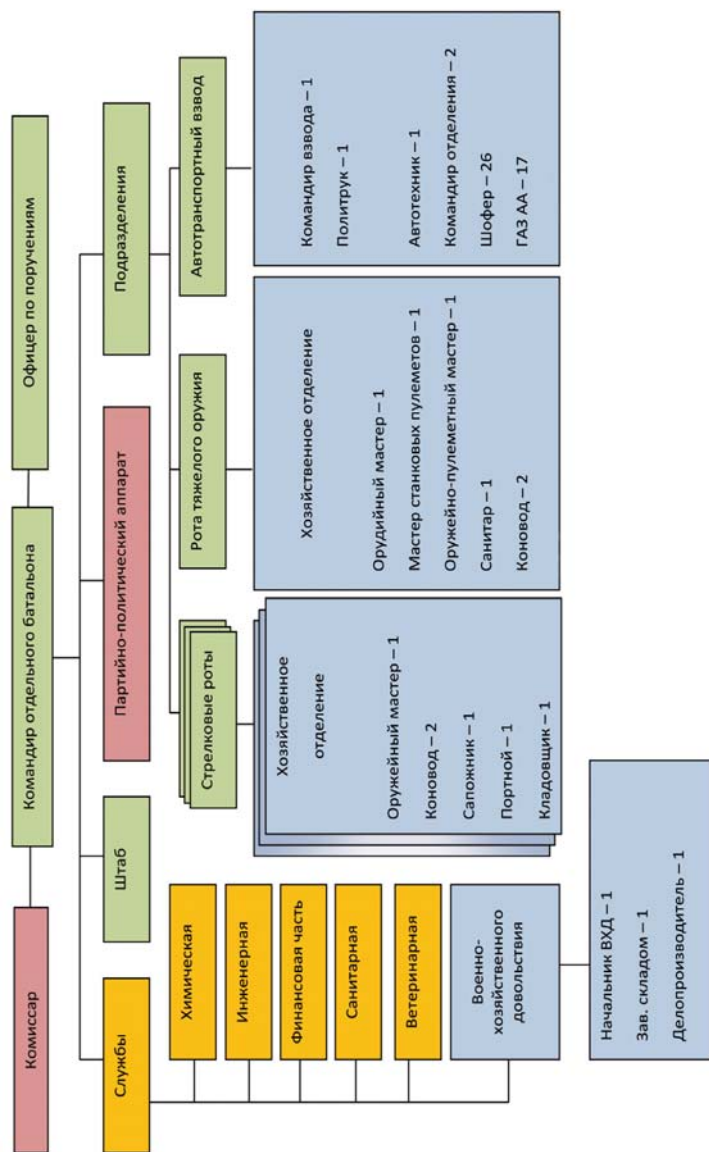 Комиссар
Командир отдельного батальона
Офицер по поручениям
Службы
Штаб
Партийно-политический аппарат
Подразделения
Химическая
Инженерная
Финансовая часть
Санитарная
Ветеринарная
Военно-
хозяйственного
довольствия
Начальник ВХД – 1
Зав. складом – 1
Делопроизводитель – 1
Стрелковые роты
Хозяйственное
отделение
Оружейный мастер – 1
Коновод – 2
Сапожник – 1
Портной – 1
Кладовщик – 1
Рота тяжелого оружия
Хозяйственное отделение
Орудийный мастер – 1
Мастер станковых пулеметов – 1
Оружейно-пулеметный мастер – 1
Санитар – 1
Коновод – 2
Автотранспортный взвод
Командир взвода – 1
Политрук – 1
Автотехник – 1
Командир отделения – 2
Шофер – 26
ГАЗ АА – 17